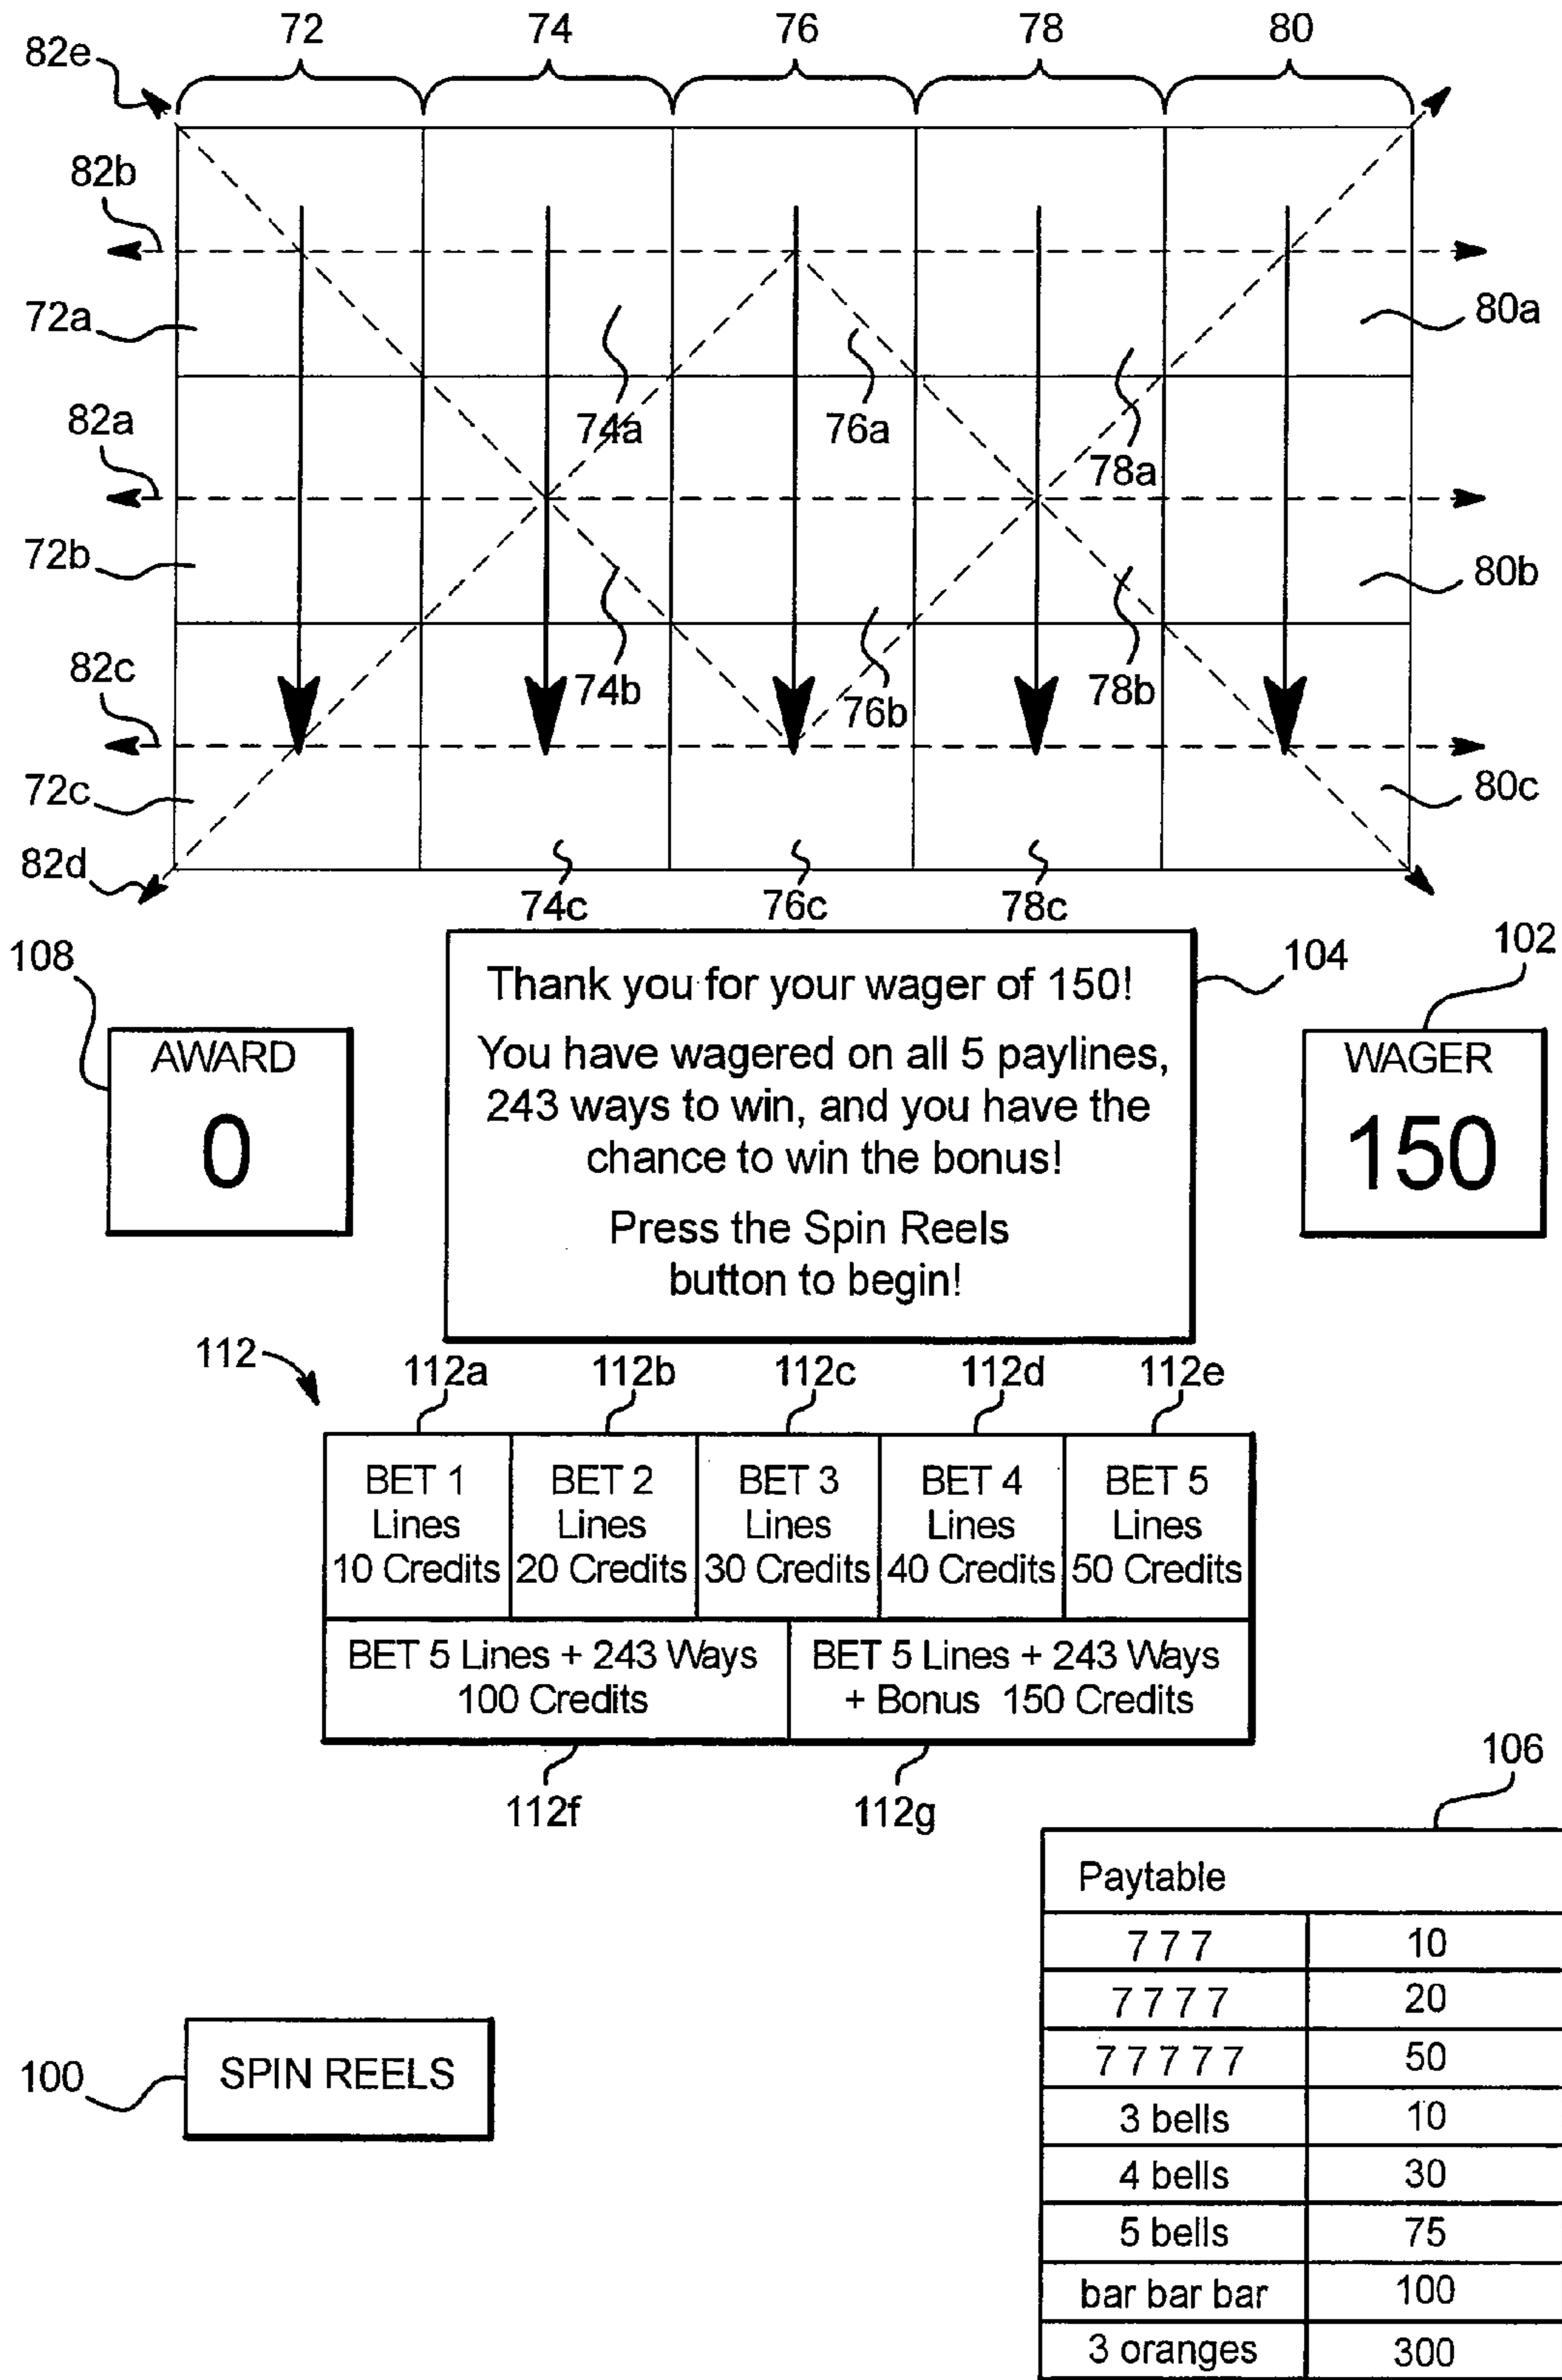 72 74 76 78 80
82e
82b
72a 80a
74a 76a
82a 78a
72b 80b
82c 74b 76b 78b
72c 80c
82d
74c 76c 78c
108 104 102
Thank you for your wager of 150!
You have wagered on all 5 paylines,
243 ways to win, and you have the
chance to win the bonus!
Press the Spin Reels
button to begin!
AWARD
0
WAGER
150
112 112a 112b 112c 112d 112e
BET 1
Lines
10 Credits
BET 2
Lines
20 Credits
BET 3
Lines
30 Credits
BET 4
Lines
40 Credits
BET 5
Lines
50 Credits
BET 5 Lines + 243 Ways
100 Credits
BET 5 Lines + 243 Ways
+ Bonus 150 Credits
112f 112g
106
Paytable
7 7 7 10
7 7 7 7 20
7 7 7 7 7 50
3 bells 10
4 bells 30
5 bells 75
bar bar bar 100
3 oranges 300
100 SPIN REELS